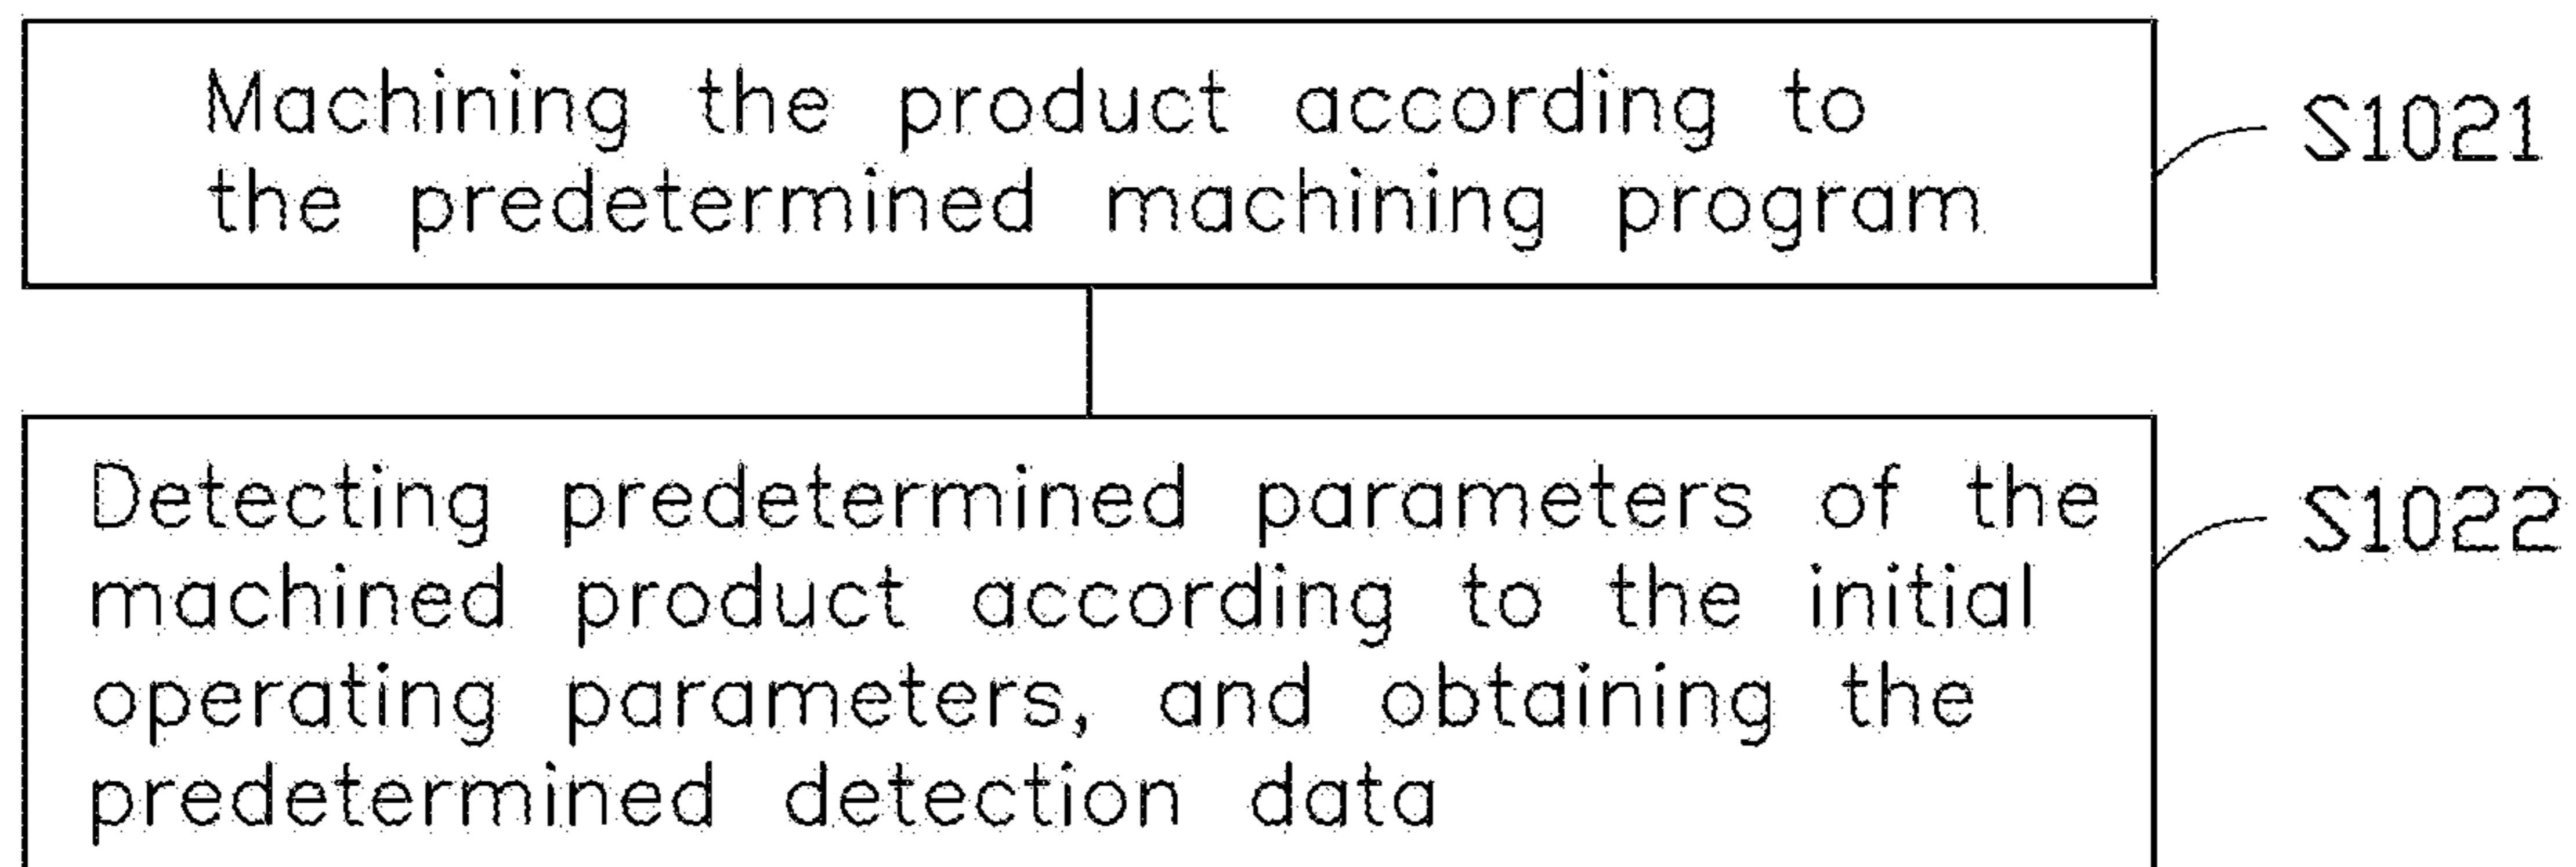 Machining the product according to
the predetermined machining program
S1021
Detecting predetermined parameters of the
machined product according to the initial
operating parameters, and obtaining the
predetermined detection data
S1022